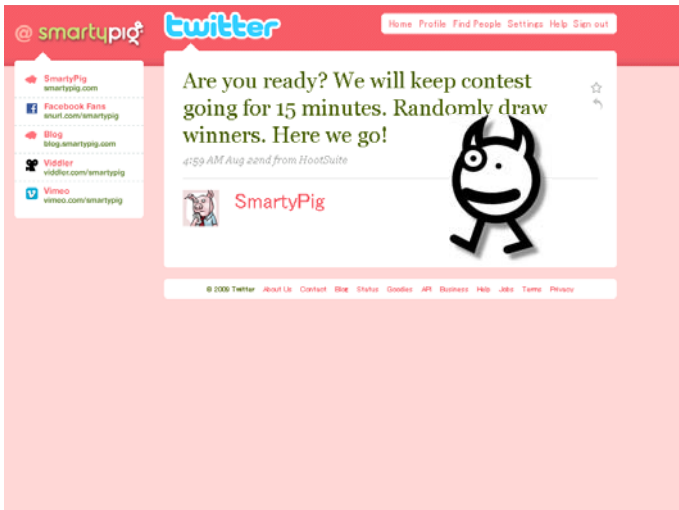 @ smartypig
SmartyPig
smartypig.com
Facebook Fans
snurl.com/smartypig
Blog
blog.smartypig.com
Viddler
viddler.com/smartypig
Vimeo
vimeo.com/smartypig
twitter
Home Profile Find People Settings Help Sign out
Are you ready? We will keep contest
going for 15 minutes. Randomly draw
winners. Here we go!
4:59 AM Aug 22nd from HootSuite
SmartyPig
© 2009 Twitter About Us Contact Blog Status Goodies API Business Help Jobs Terms Privacy